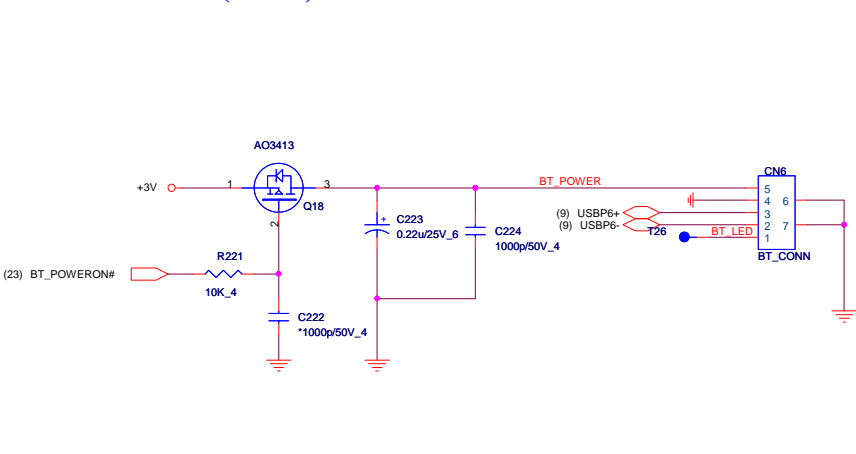 AO3413
CN6
+3V
1
3
BT_POWER
5
4
6
Q18
2
3
(9) USBP6+
C223
(9) USBP6-
T26
2
7
0.22u/25V_6
C224
BT_LED
1
1000p/50V_4
R221
BT_CONN
(23) BT_POWERON#
10K_4
C222
*1000p/50V_4